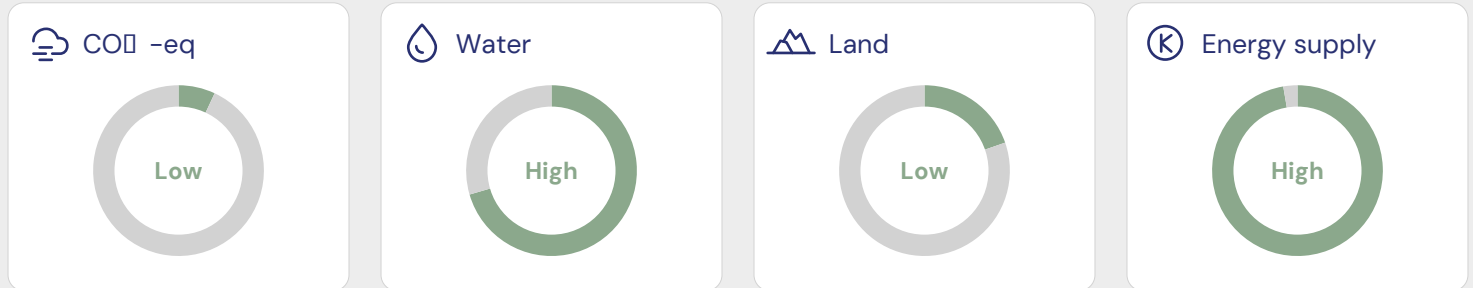 CO▯ -eq
Low
Water
High
Land
Low
Energy supply
High